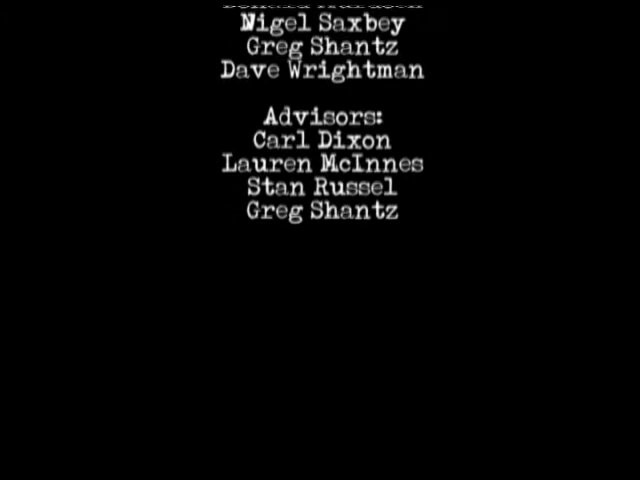 Nigel Saxbey
Greg Shantz
Dave Wrightman
Advisors:
Carl Dixon
Lauren McInnes
Stan Russel
Greg Shantz